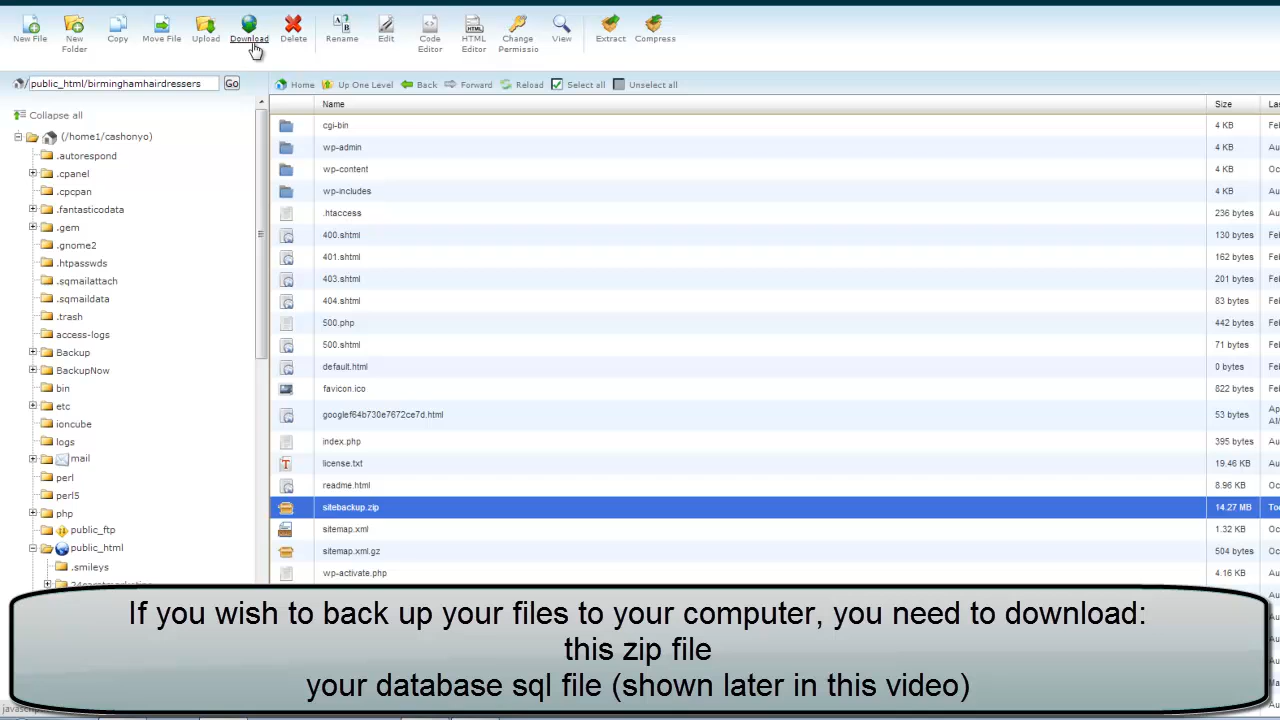 New File New Folder Copy Move File Upload Download Delete Rename Edit Code Editor HTML Editor Change Permissio View Extract Compress
/ public_html/birminghamhairdressers Go Home Up One Level Back Forward Reload Select all Unselect all
Collapse all
(/home1/cashonyo)
.autorespond
.cpanel
.cpcpan
.fantasticodata
.gem
.gnome2
.htpasswds
.sqmailattach
.sqmaildata
.trash
access-logs
Backup
BackupNow
bin
etc
ioncube
logs
mail
perl
perl5
php
public_ftp
public_html
.smileys
Name Size
cgi-bin 4 KB
wp-admin 4 KB
wp-content 4 KB
wp-includes 4 KB
.htaccess 236 bytes
400.shtml 130 bytes
401.shtml 162 bytes
403.shtml 201 bytes
404.shtml 83 bytes
500.php 442 bytes
500.shtml 71 bytes
default.html 0 bytes
favicon.ico 822 bytes
googlef64b730e7672ce7d.html 53 bytes
index.php 395 bytes
license.txt 19.46 KB
readme.html 8.96 KB
sitebackup.zip 14.27 MB
sitemap.xml 1.32 KB
sitemap.xml.gz 504 bytes
wp-activate.php 4.16 KB
If you wish to back up your files to your computer, you need to download:
this zip file
your database sql file (shown later in this video)